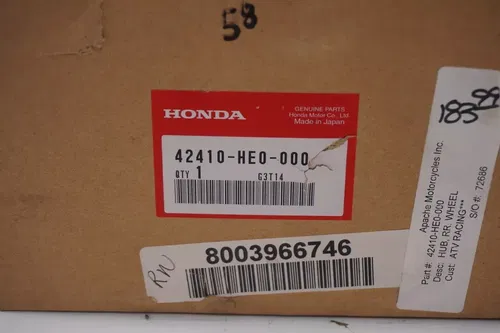 58
HONDA
GENUINE PARTS
Honda Motor Co., Ltd.
Made in Japan
42410-HE0-000
QTY 1 G3T14
RN
8003966746
183.99
Apache Motorcycles Inc
Part #: 42410-HE0-000
Desc: HUB, RR. WHEEL
Cust: ATV RACING*** S/O #: 72686